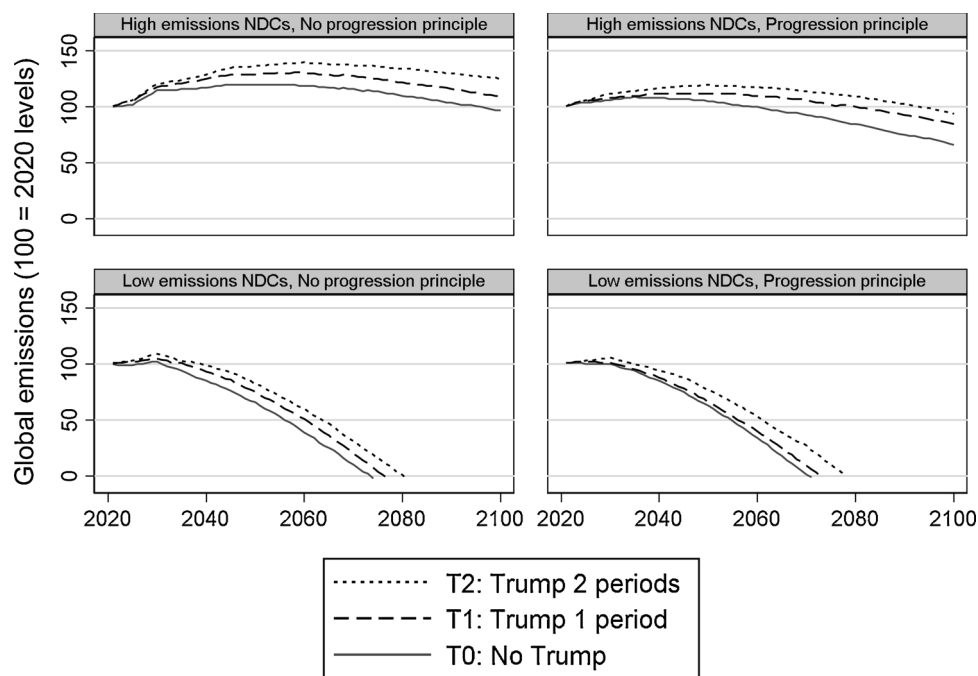 High emissions NDCs, No progression principle
High emissions NDCs, Progression principle
150
100
50
0
Low emissions NDCs, No progression principle
Low emissions NDCs, Progression principle
150
100
50
0
Global emissions (100 = 2020 levels)
2020 2040 2060 2080 2100
2020 2040 2060 2080 2100
T2: Trump 2 periods
T1: Trump 1 period
T0: No Trump